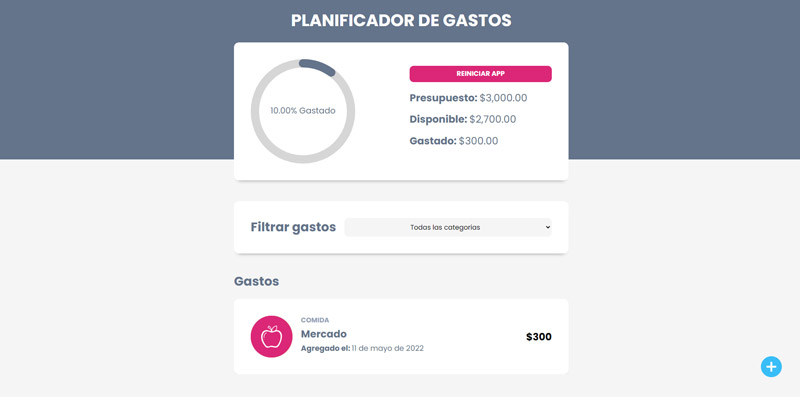 PLANIFICADOR DE GASTOS
10.00% Gastado
REINICIAR APP
Presupuesto: $3,000.00
Disponible: $2,700.00
Gastado: $300.00
Filtrar gastos
Todas las categorías
Gastos
COMIDA
Mercado
Agregado el: 11 de mayo de 2022
$300